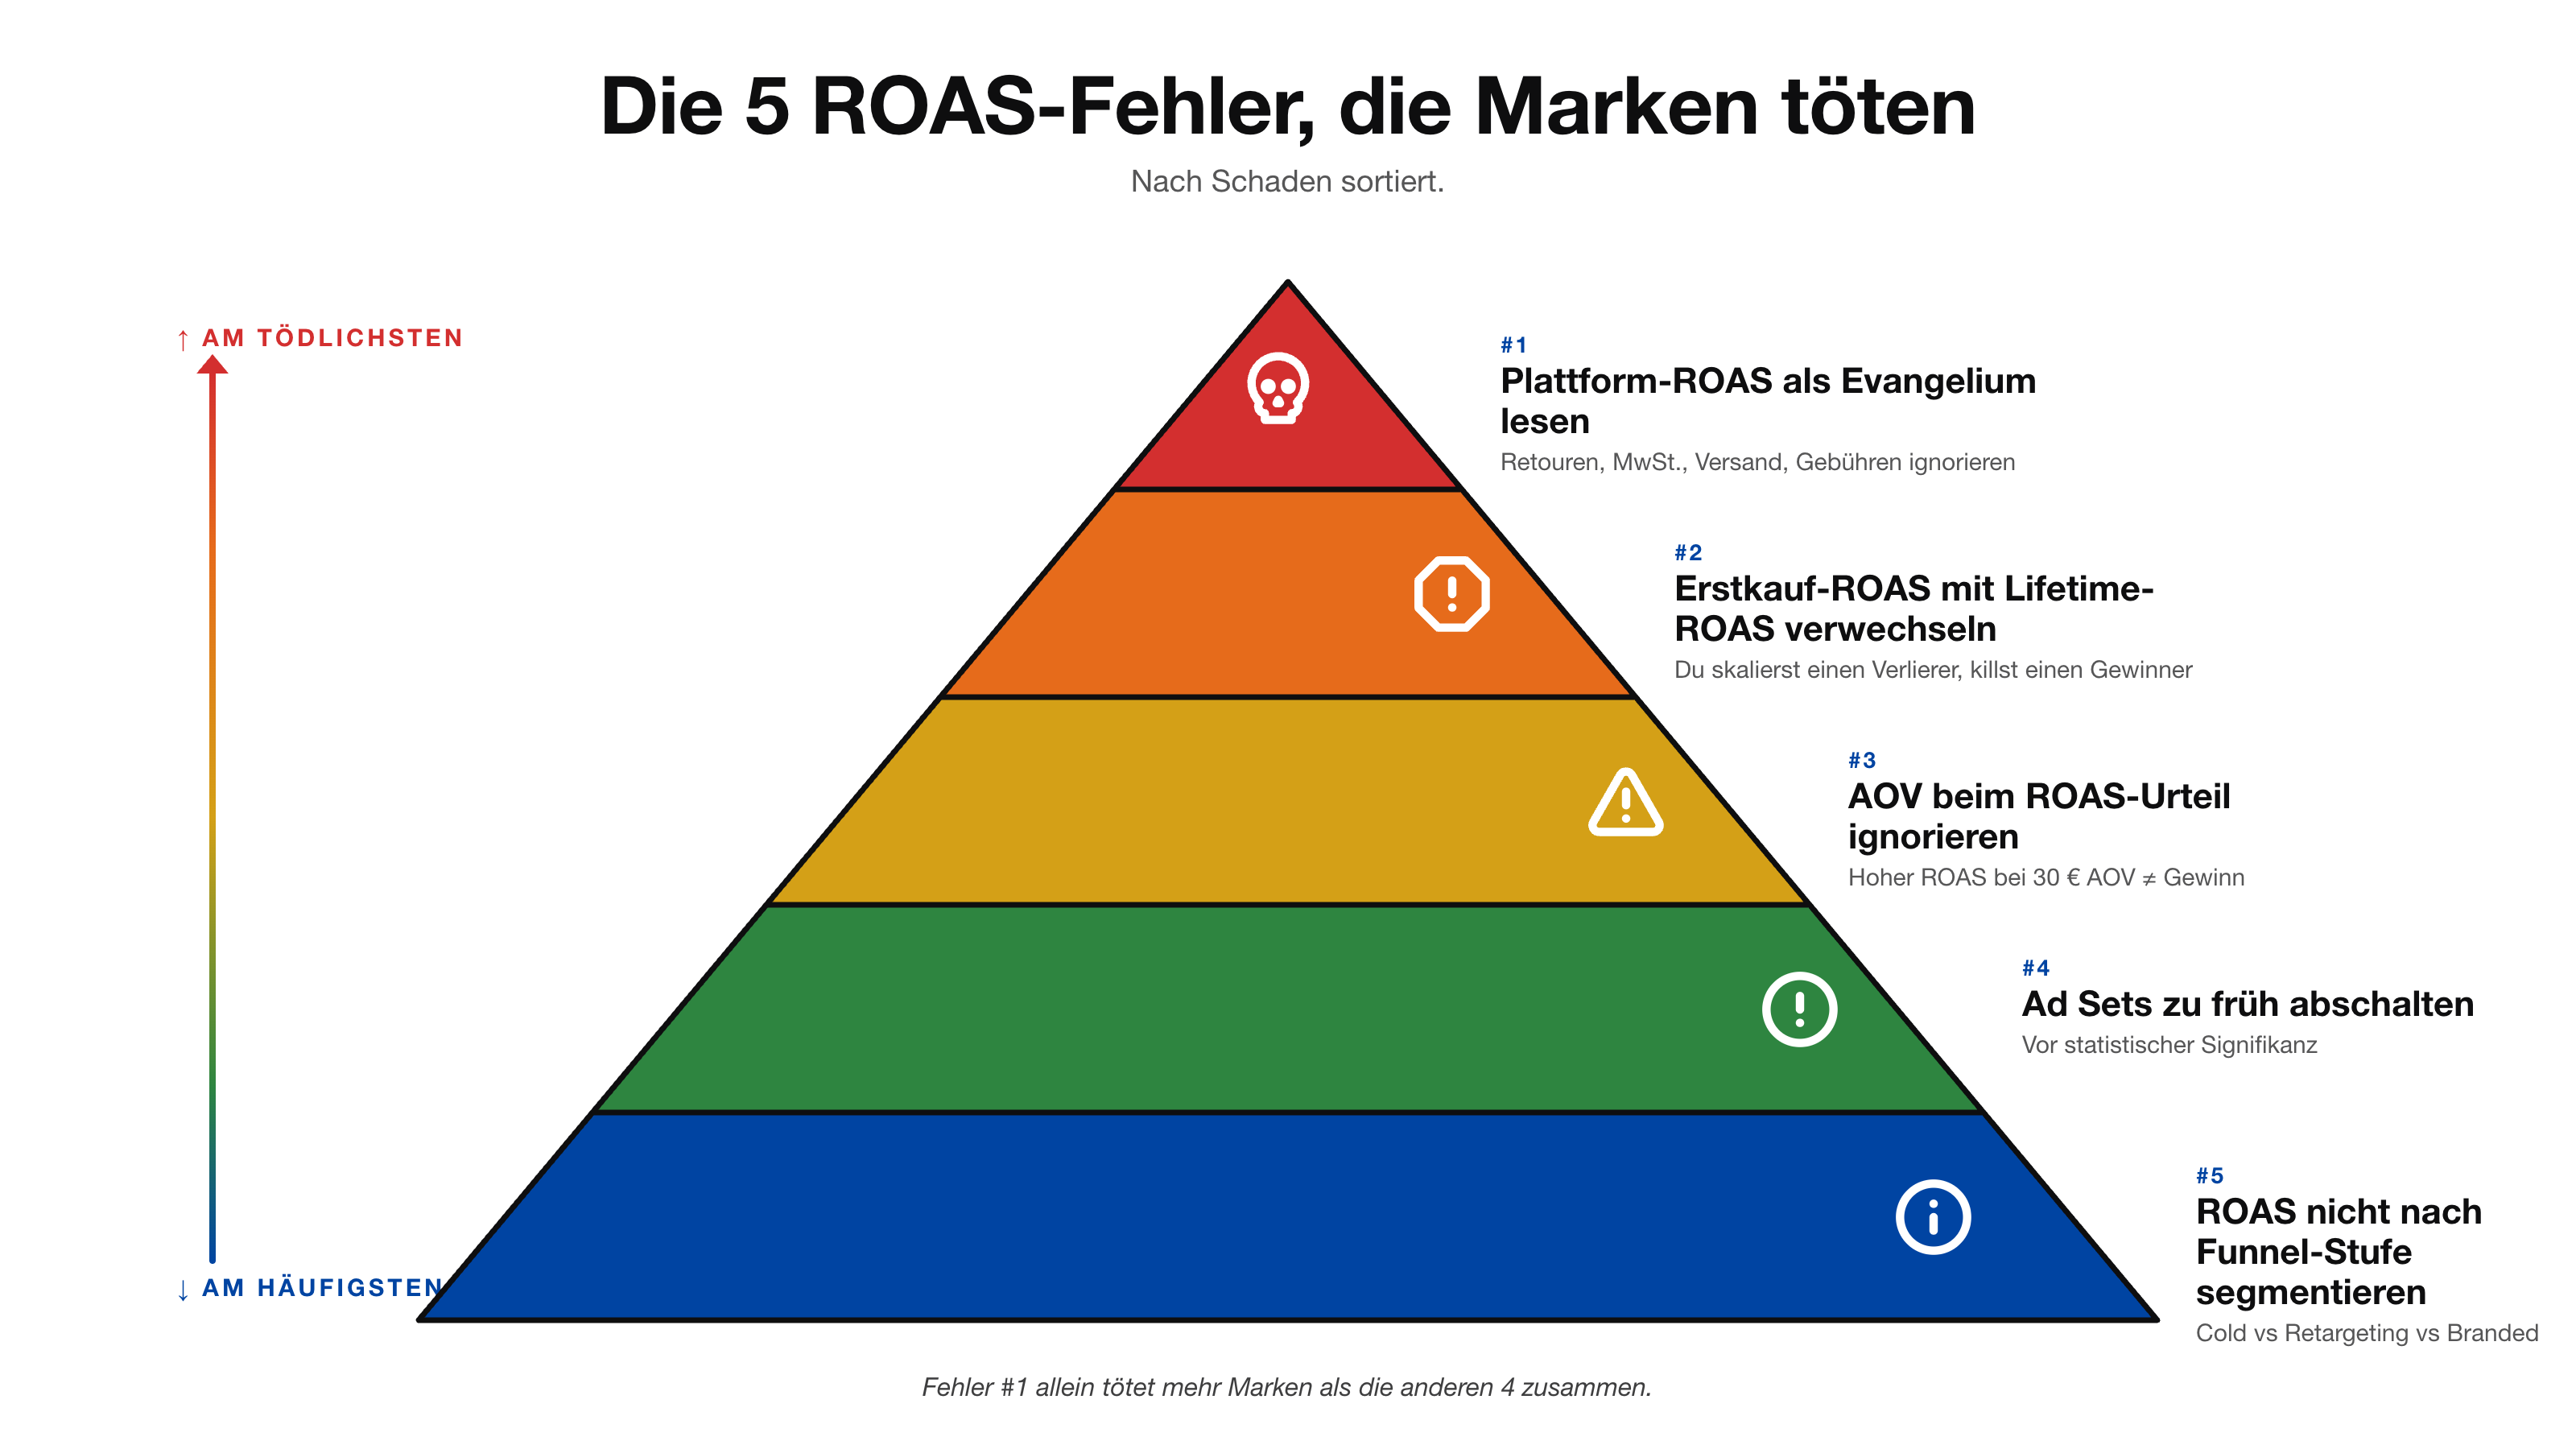 Die 5 ROAS-Fehler, die Marken töten
Nach Schaden sortiert.
↑ AM TÖDLICHSTEN
#1
Plattform-ROAS als Evangelium
lesen
Retouren, MwSt., Versand, Gebühren ignorieren
#2
Erstkauf-ROAS mit Lifetime-
ROAS verwechseln
Du skalierst einen Verlierer, killst einen Gewinner
#3
AOV beim ROAS-Urteil
ignorieren
Hoher ROAS bei 30 € AOV ≠ Gewinn
#4
Ad Sets zu früh abschalten
Vor statistischer Signifikanz
#5
ROAS nicht nach
Funnel-Stufe
segmentieren
Cold vs Retargeting vs Branded
↓ AM HÄUFIGSTEN
Fehler #1 allein tötet mehr Marken als die anderen 4 zusammen.